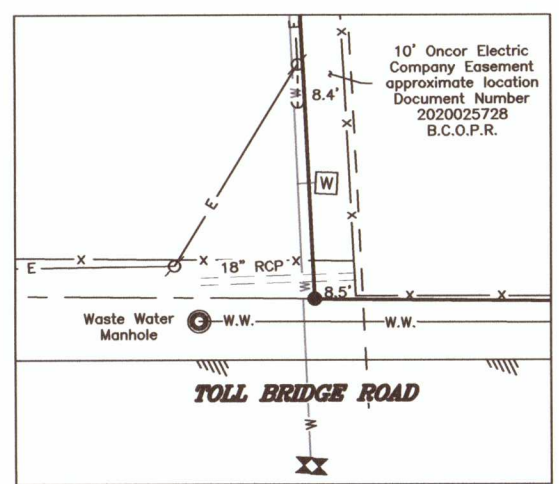 10' Oncor Electric
Company Easement
approximate location
Document Number
2020025728
B.C.O.P.R.
E
W
E
8.4'
X
X
W
E
X
X
X
X
E
18" RCP
W
8.5'
X
X
Waste Water
Manhole
W.W.
W.W.
TOLL BRIDGE ROAD
W